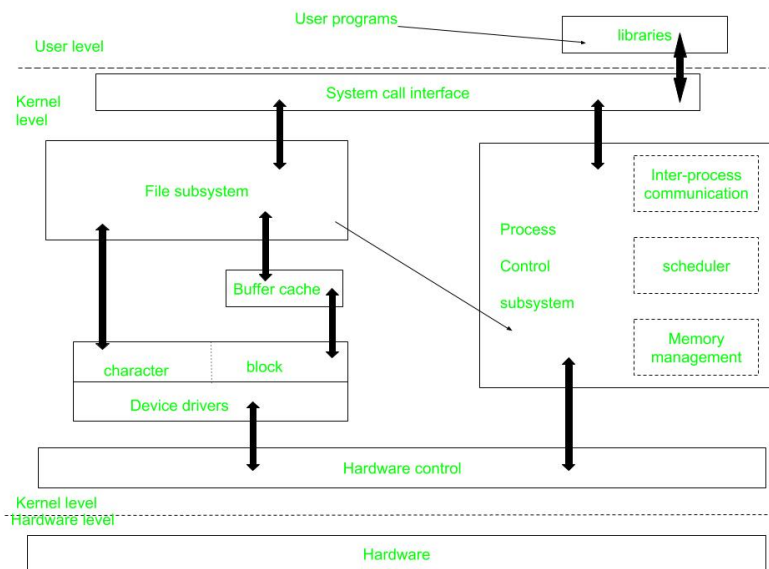 User programs
libraries
User level
System call interface
Kernel
level
File subsystem
Inter-process
communication
Process
Control
subsystem
scheduler
Buffer cache
Memory
management
character
block
Device drivers
Hardware control
Kernel level
Hardware level
Hardware